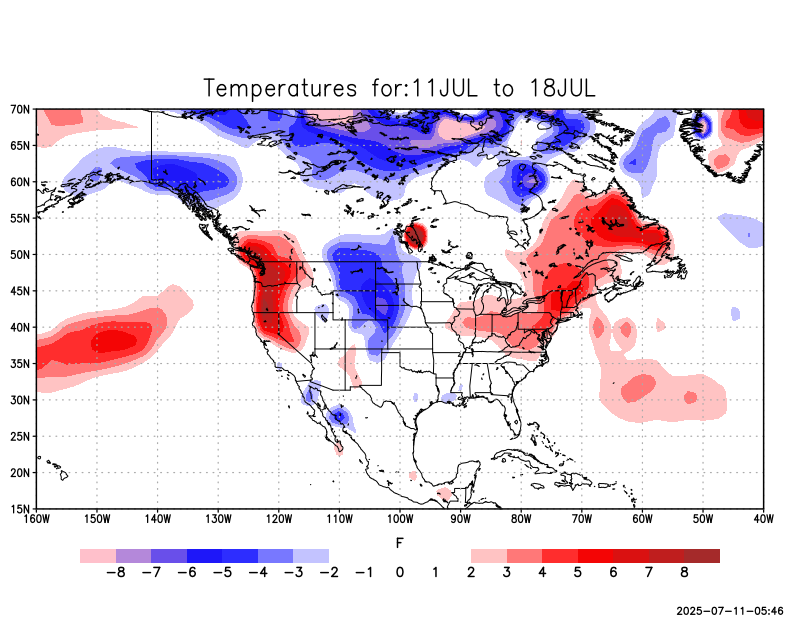 Temperatures for:11JUL to 18JUL
70N
65N
60N
55N
50N
45N
40N
35N
30N
25N
20N
15N
160W 150W 140W 130W 120W 110W 100W 90W 80W 70W 60W 50W 40W
F
−8 −7 −6 −5 −4 −3 −2 −1 0 1 2 3 4 5 6 7 8
2025-07-11-05:46